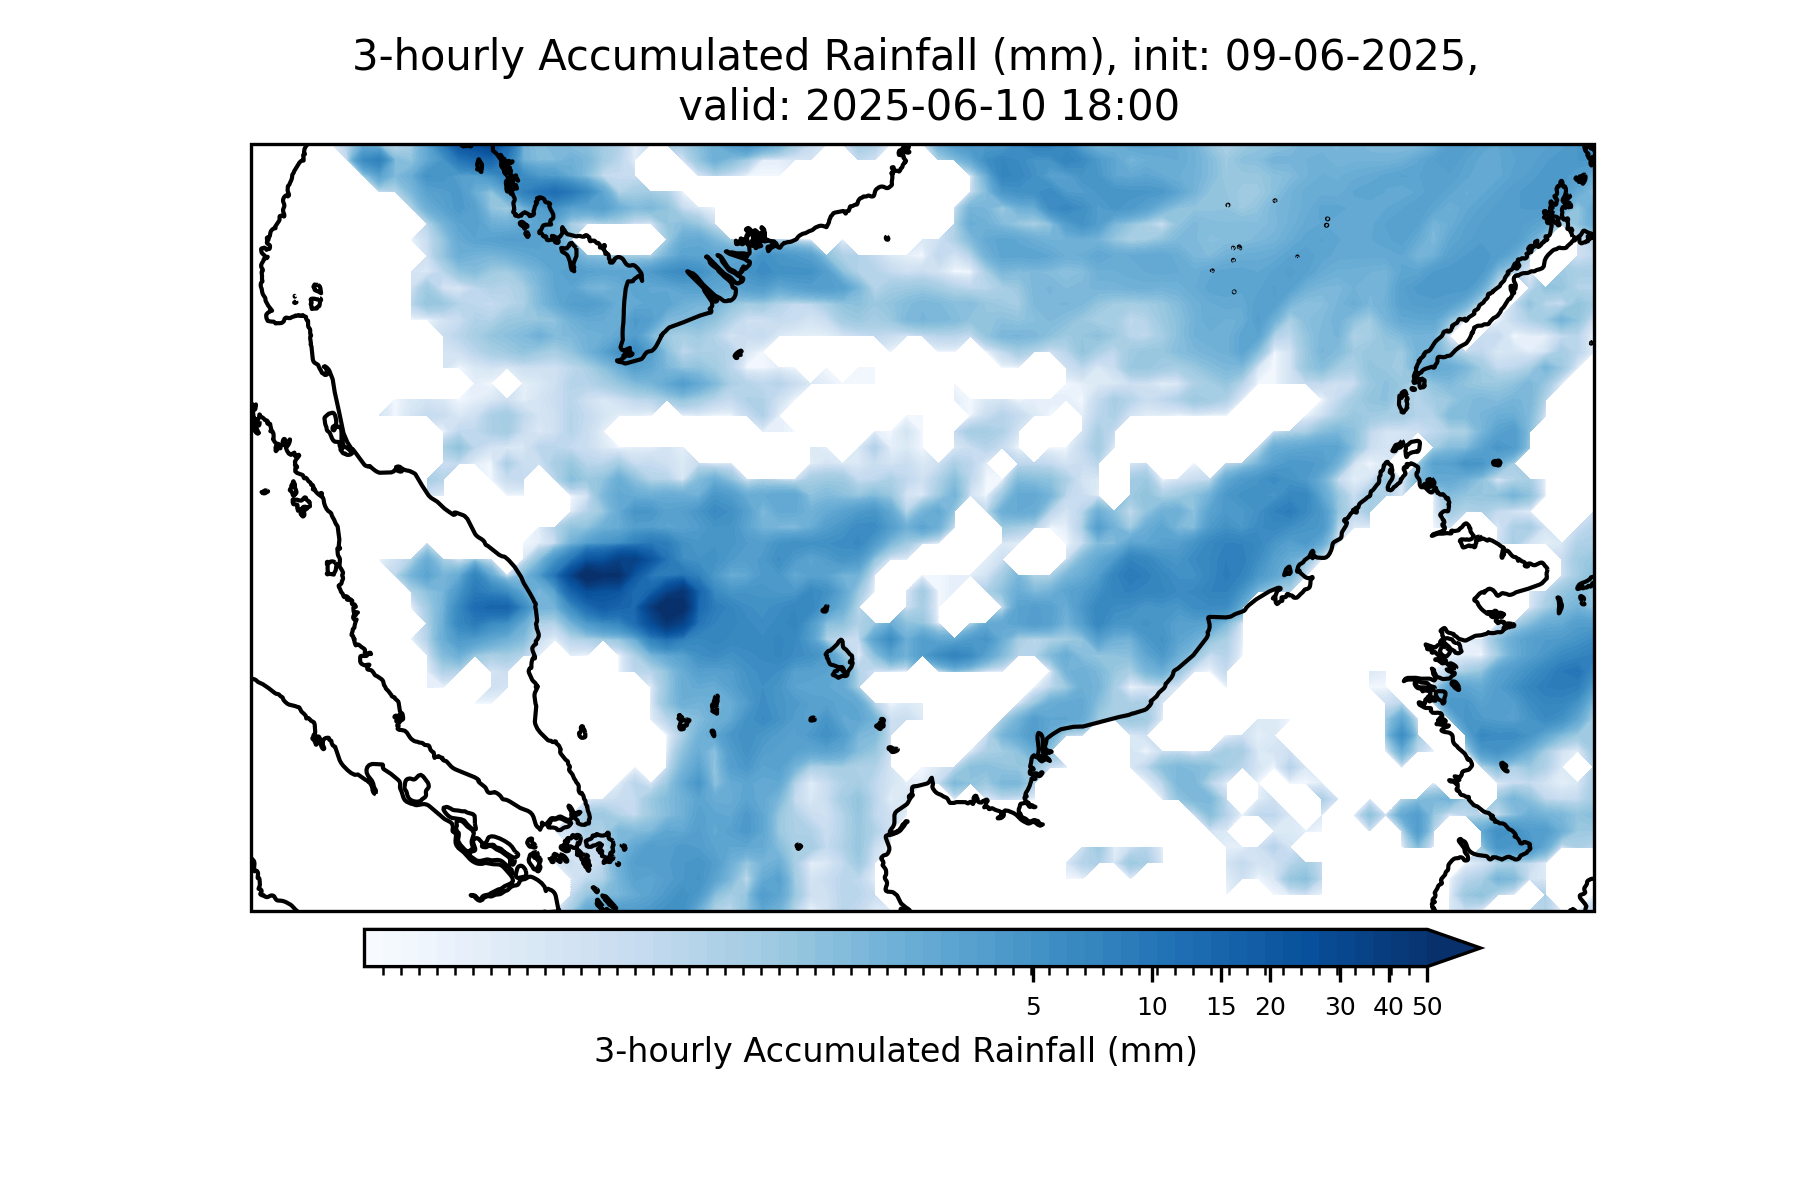 3-hourly Accumulated Rainfall (mm), init: 09-06-2025,
valid: 2025-06-10 18:00
5 10 15 20 30 40 50
3-hourly Accumulated Rainfall (mm)